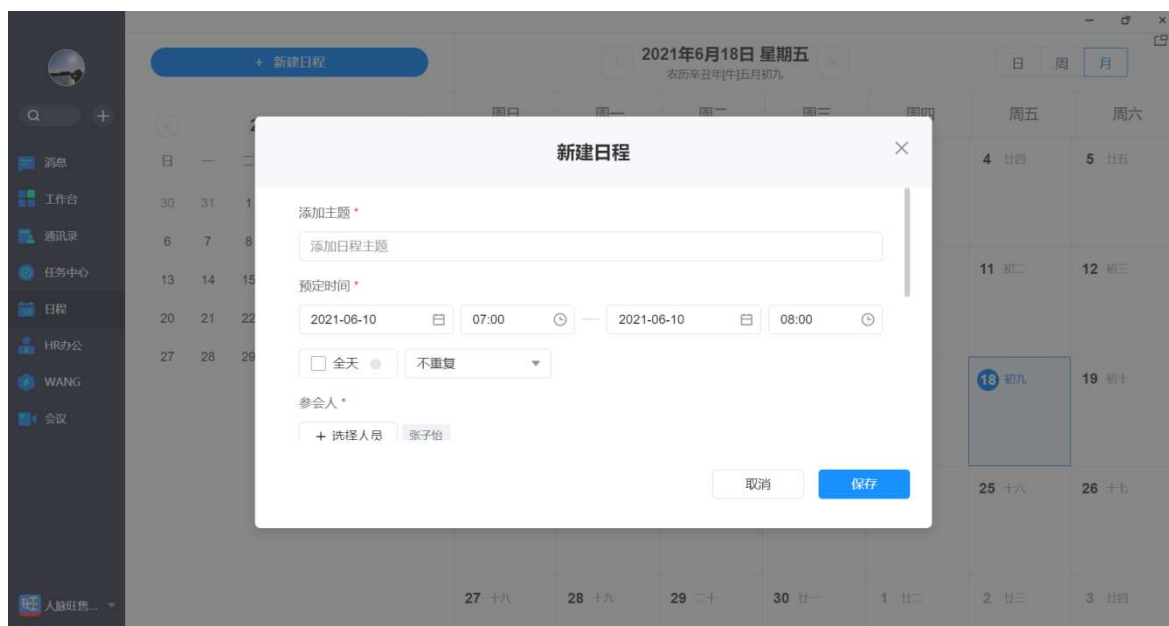 + 新建日程
2021年6月18日 星期五
农历辛丑年[牛]五月初九
日 周 月
消息
工作台
通讯录
任务中心
日程
HR办公
WANG
会议
人脉旺售...
日 一 二
30 31 1
6 7 8
13 14 15
20 21 22
27 28 29
周日 周一 周二 周三 周四 周五 周六
4 廿四 5 廿五
11 初二 12 初三
18 初九 19 初十
25 十六 26 十七
27 十八 28 十九 29 二十 30 廿一 1 廿二 2 廿三 3 廿四
新建日程
添加主题 *
添加日程主题
预定时间 *
2021-06-10 07:00 — 2021-06-10 08:00
全天 不重复
参会人 *
+ 选择人员 张子怡
取消 保存